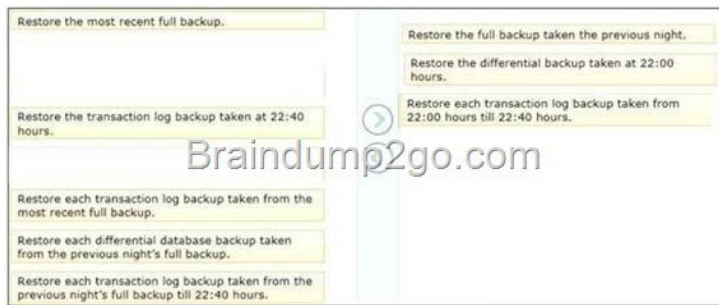 Restore the most recent full backup.
Restore the transaction log backup taken at 22:40
hours.
Restore each transaction log backup taken from the
most recent full backup.
Restore each differential database backup taken
from the previous night's full backup.
Restore each transaction log backup taken from the
previous night's full backup till 22:40 hours.
Restore the full backup taken the previous night.
Restore the differential backup taken at 22:00
hours.
Restore each transaction log backup taken from
22:00 hours till 22:40 hours.
Braindump2go.com